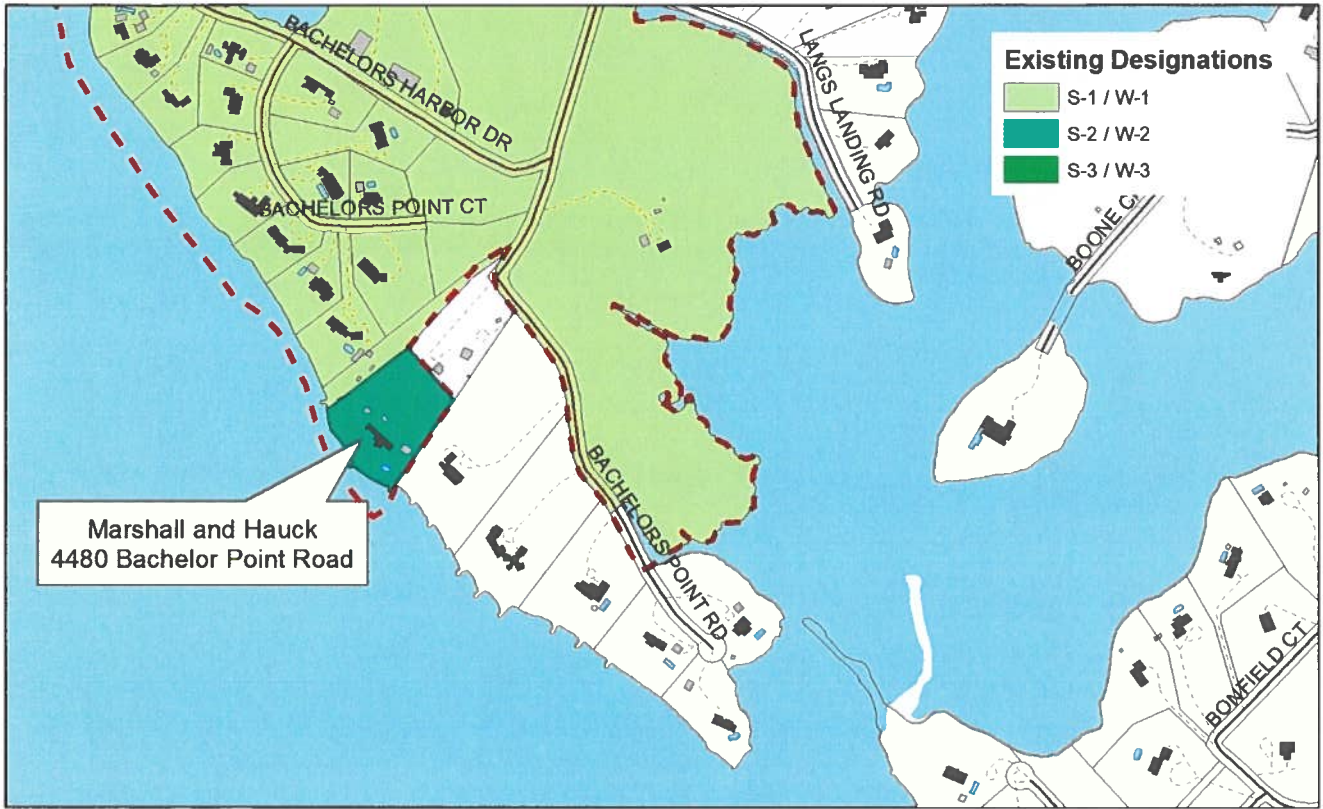 BACHELORS HARBOR DR
LANGS LANDING RD
Existing Designations
S-1 / W-1
S-2 / W-2
S-3 / W-3
BACHELORS POINT CT
BOONE
BACHELORS POINT RD
Marshall and Hauck
4480 Bachelor Point Road
BONFIELD CT